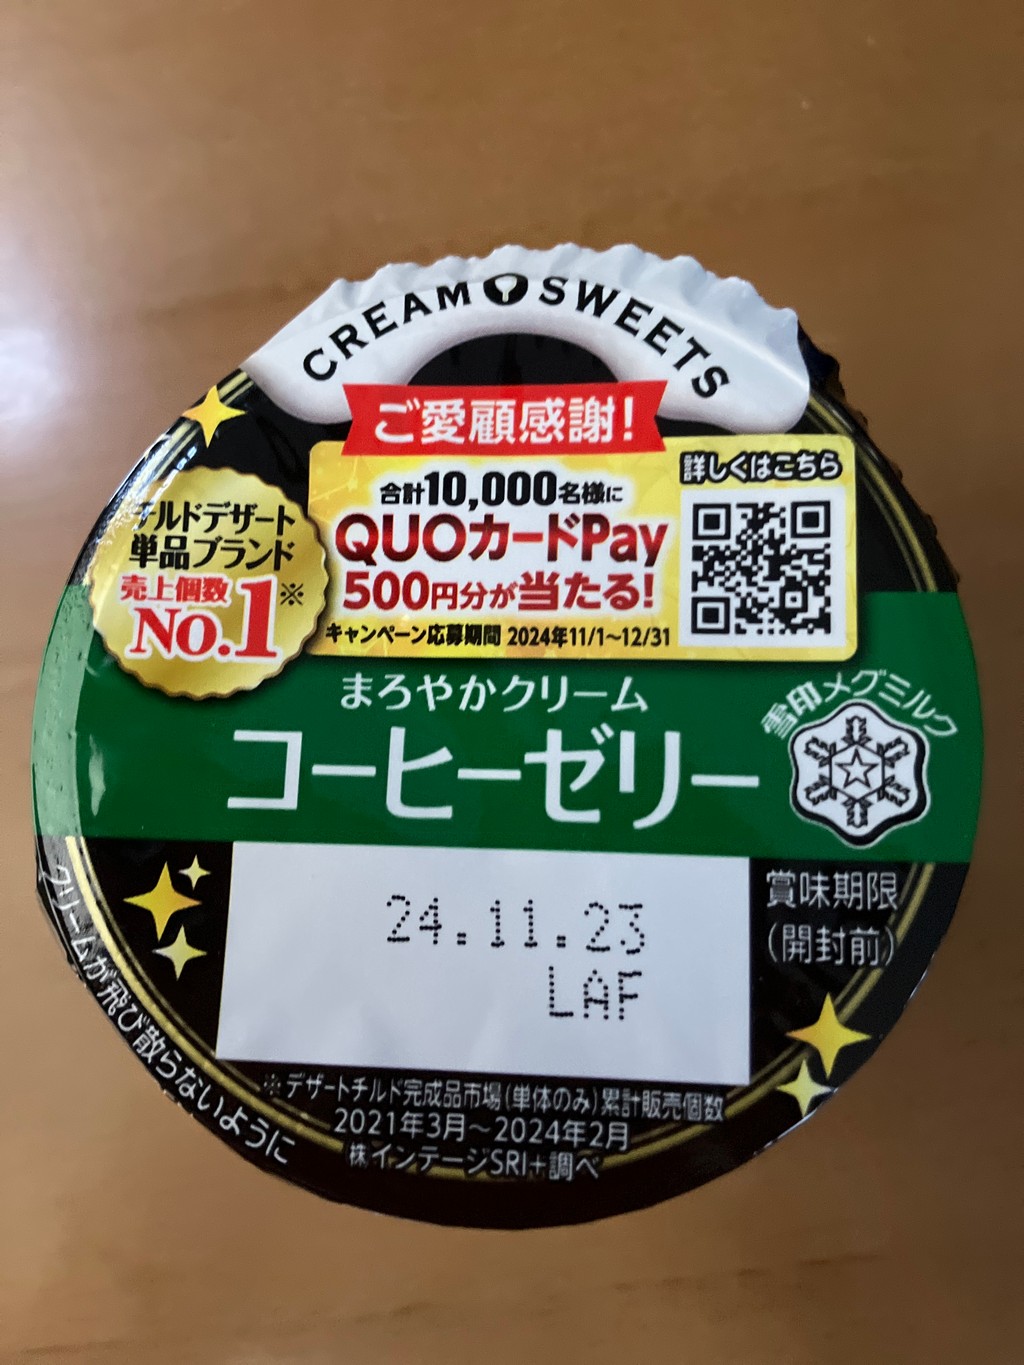 CREAM SWEETS
ご愛顧感謝!
詳しくはこちら
合計10,000名様に
QUOカードPay
500円分が当たる!
キャンペーン応募期間 2024年11/1~12/31
チルドデザート
単品ブランド
売上個数
No.1※
まろやかクリーム
コーヒーゼリー
雪印メグミルク
24.11.23
LAF
賞味期限
(開封前)
※デザートチルド完成品市場(単体のみ)累計販売個数
2021年3月~2024年2月
㈱インテージSRI+調べ
クリームが飛び散らないように